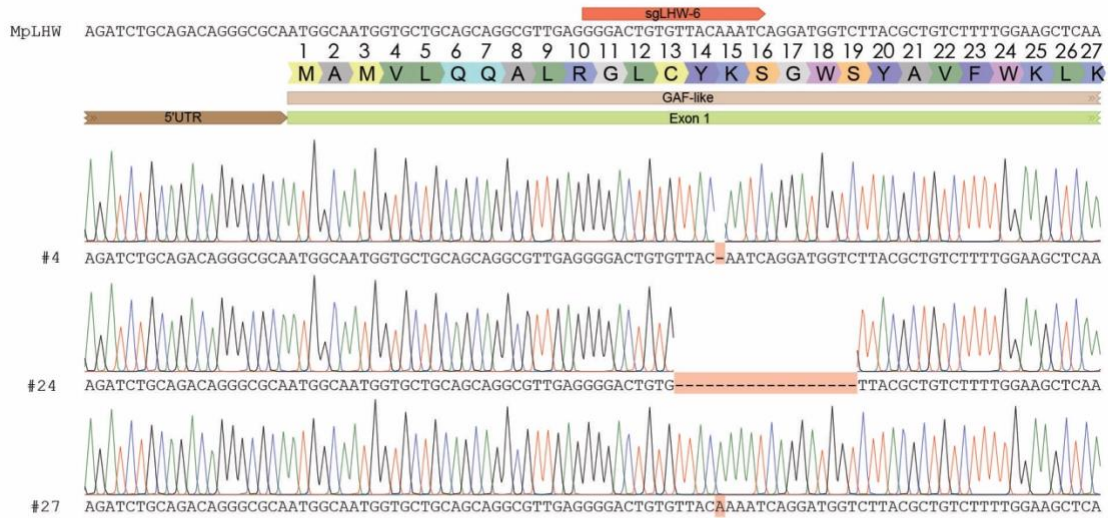 sgLHW-6
MpLHW AGATCTGCAGACAGGGCGCAATGGCAATGGTGCTGCAGCAGGCGTTGAGGGGACTGTGTTACAAATCAGGATGGTCTTACGCTGTCTTTTGGAAGCTCAA
1 2 3 4 5 6 7 8 9 10 11 12 13 14 15 16 17 18 19 20 21 22 23 24 25 26 27
M A M V L Q Q A L R G L C Y K S G W S Y A V F W K L K
GAF-like
5'UTR Exon 1
#4 AGATCTGCAGACAGGGCGCAATGGCAATGGTGCTGCAGCAGGCGTTGAGGGGACTGTGTTAC-AATCAGGATGGTCTTACGCTGTCTTTTGGAAGCTCAA
#24 AGATCTGCAGACAGGGCGCAATGGCAATGGTGCTGCAGCAGGCGTTGAGGGGACTGTG------------------TTACGCTGTCTTTTGGAAGCTCAA
#27 AGATCTGCAGACAGGGCGCAATGGCAATGGTGCTGCAGCAGGCGTTGAGGGGACTGTGTTACAAAATCAGGATGGTCTTACGCTGTCTTTTGGAAGCTCA